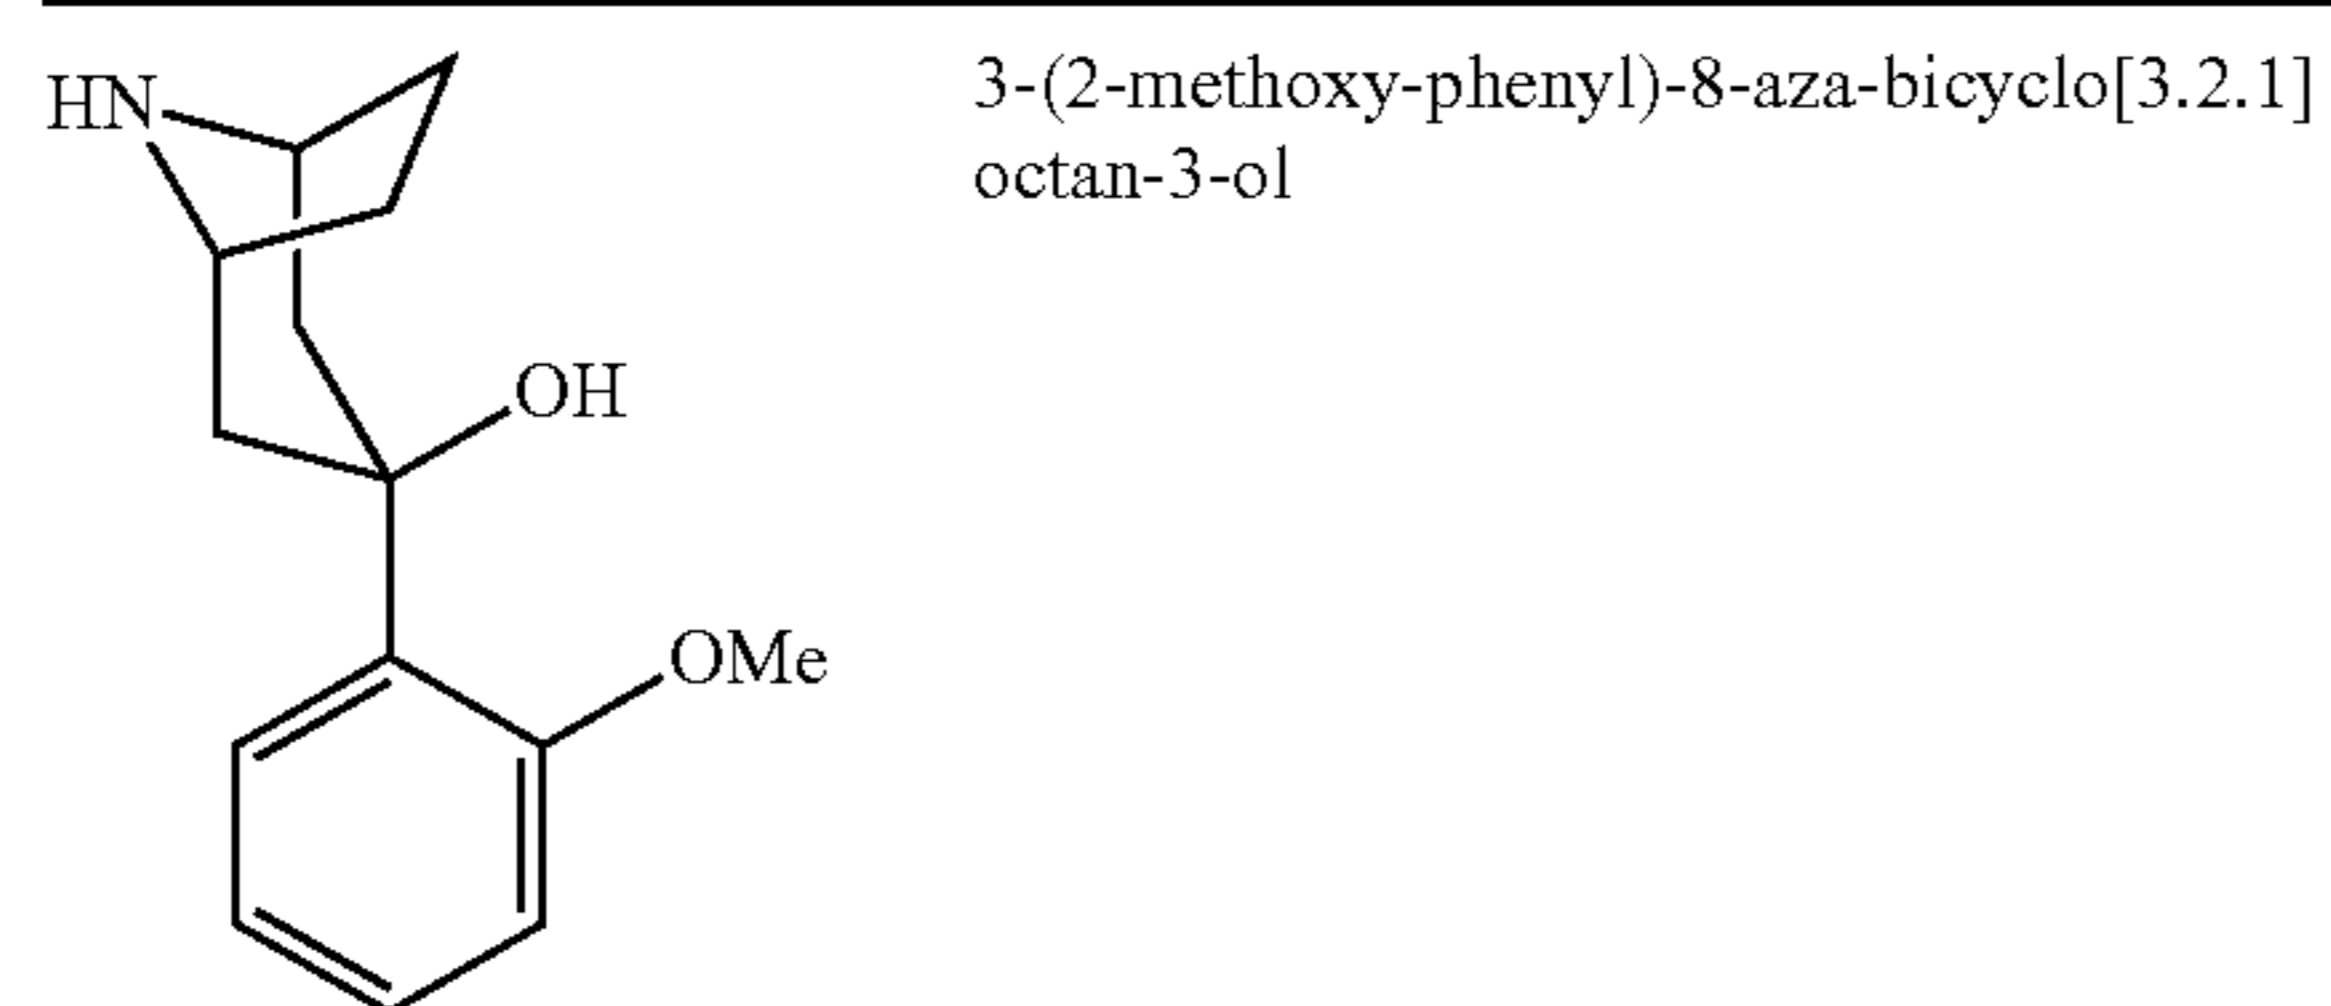 HN
3-(2-methoxy-phenyl)-8-aza-bicyclo[3.2.1]
octan-3-ol
OH
OMe